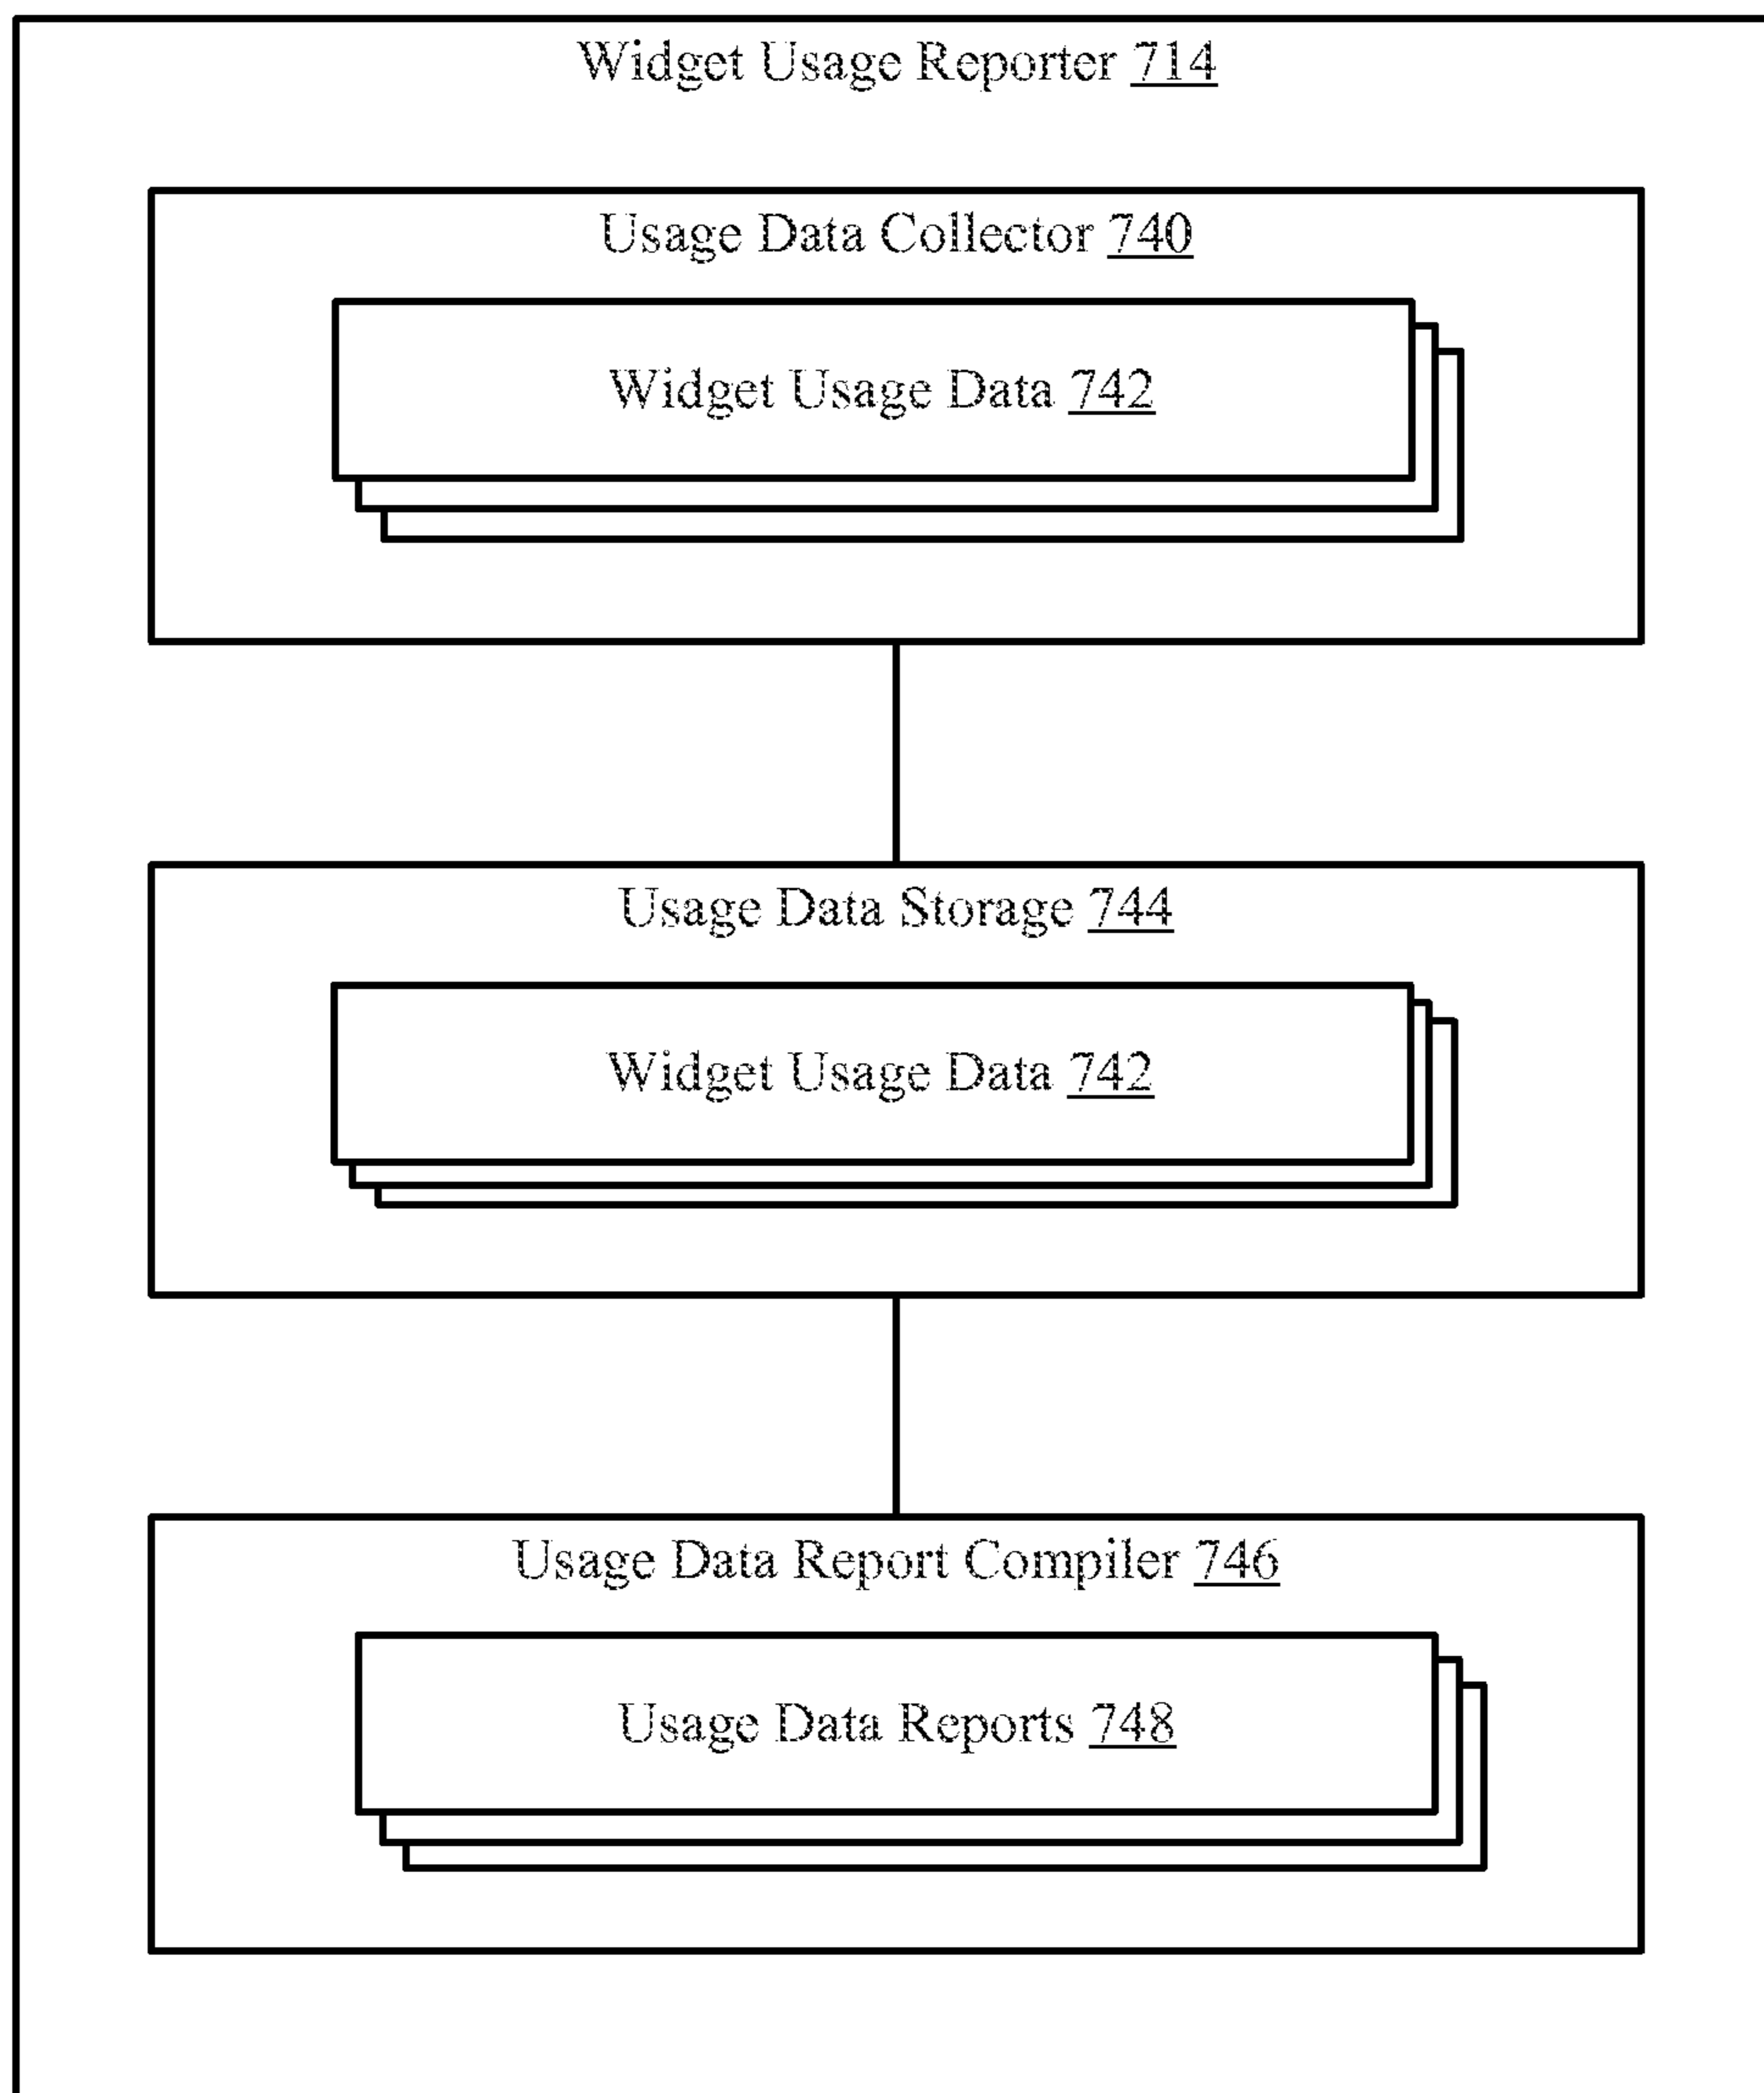 Widget Usage Reporter 714
Usage Data Collector 740
Widget Usage Data 742
Usage Data Storage 744
Widget Usage Data 742
Usage Data Report Compiler 746
Usage Data Reports 748